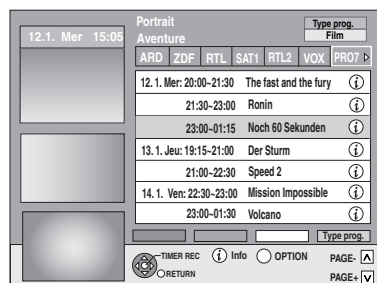 12.1. Mer 15:05
Portrait
Aventure
Type prog.
Film
ARD ZDF RTL SAT1 RTL2 VOX PRO7
12. 1. Mer: 20:00~21:30 The fast and the fury i
21:30~23:00 Ronin i
23:00~01:15 Noch 60 Sekunden i
13. 1. Jeu: 19:15~21:00 Der Sturm i
21:00~22:30 Speed 2 i
14. 1. Ven: 22:30~23:00 Mission Impossible i
23:00~01:30 Volcano i
Type prog.
TIMER REC i Info OPTION PAGE-
RETURN PAGE+